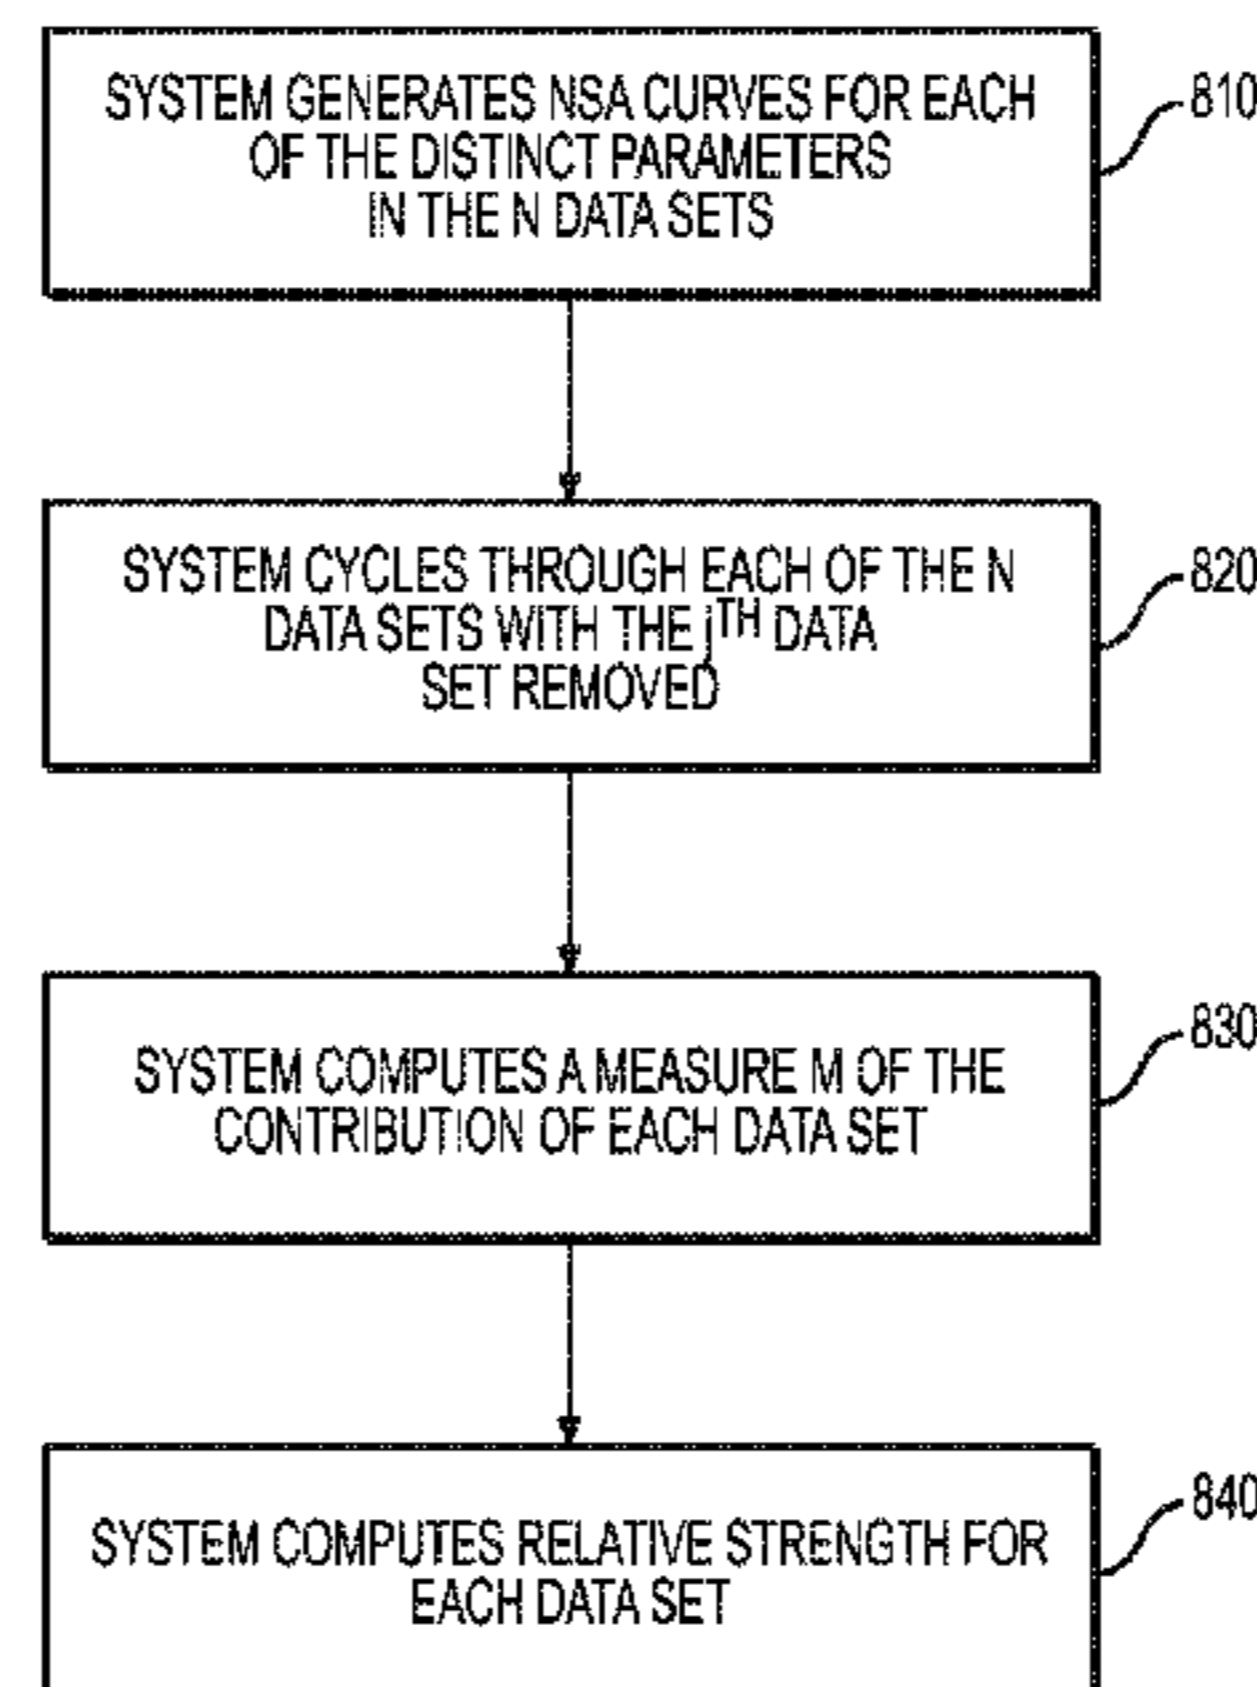 SYSTEM GENERATES NSA CURVES FOR EACH
OF THE DISTINCT PARAMETERS
IN THE N DATA SETS
810
SYSTEM CYCLES THROUGH EACH OF THE N
DATA SETS WITH THE jTH DATA
SET REMOVED
820
SYSTEM COMPUTES A MEASURE M OF THE
CONTRIBUTION OF EACH DATA SET
830
SYSTEM COMPUTES RELATIVE STRENGTH FOR
EACH DATA SET
840